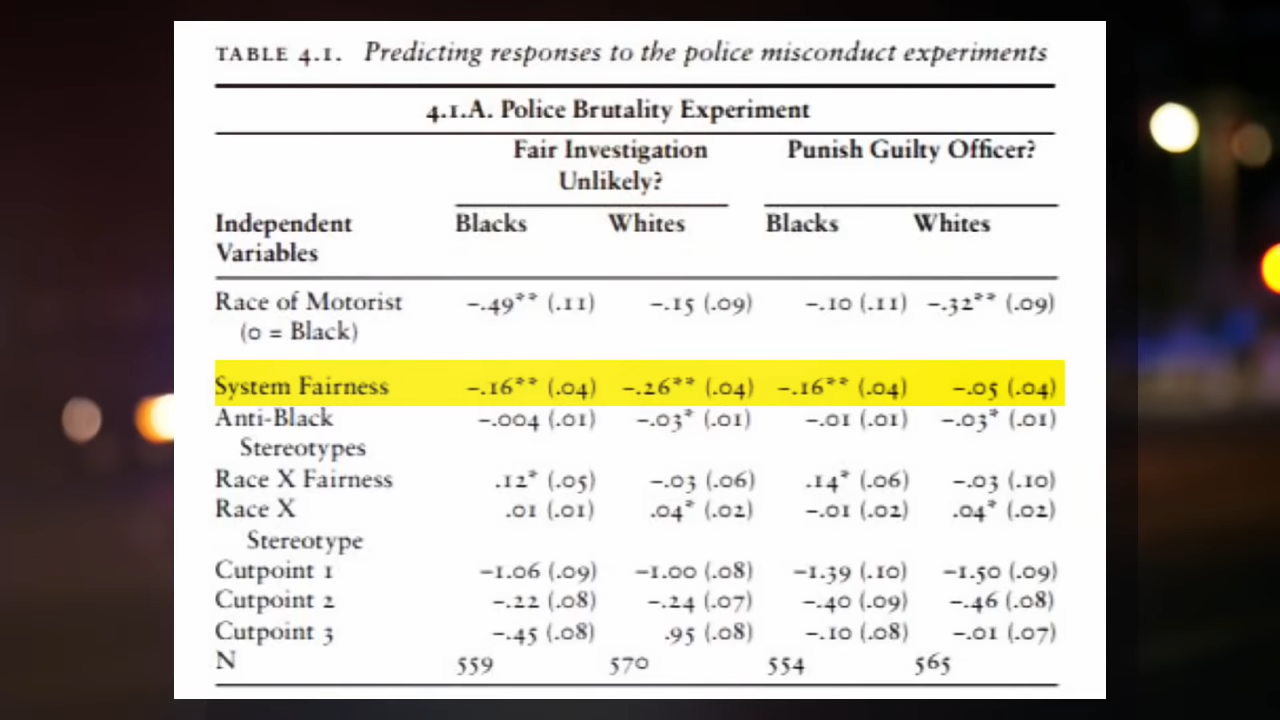 TABLE 4.1. Predicting responses to the police misconduct experiments
4.1.A. Police Brutality Experiment
Fair Investigation Unlikely? Punish Guilty Officer?
Independent Variables Blacks Whites Blacks Whites
Race of Motorist (0 = Black) -.49** (.11) -.15 (.09) -.10 (.11) -.32** (.09)
System Fairness -.16** (.04) -.26** (.04) -.16** (.04) -.05 (.04)
Anti-Black Stereotypes -.004 (.01) -.03* (.01) -.01 (.01) -.03* (.01)
Race X Fairness .12* (.05) -.03 (.06) .14* (.06) -.03 (.10)
Race X Stereotype .01 (.01) .04* (.02) -.01 (.02) .04* (.02)
Cutpoint 1 -1.06 (.09) -1.00 (.08) -1.39 (.10) -1.50 (.09)
Cutpoint 2 -.22 (.08) -.24 (.07) -.40 (.09) -.46 (.08)
Cutpoint 3 -.45 (.08) .95 (.08) -.10 (.08) -.01 (.07)
N 559 570 554 565